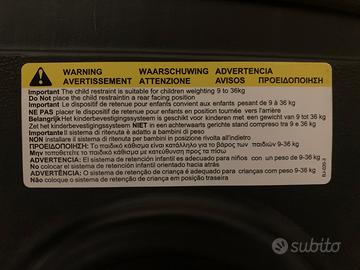 WARNING WAARSCHUWING ADVERTENCIA
AVERTISSEMENT ATTENZIONE AVISOS ΠΡΟΕΙΔΟΠΟΙΗΣΗ
Important The child restraint is suitable for children weighting 9 to 36kg
Do Not place the child restraintin a rear facing position
Important Le dispositif de retenue pour enfants convient aux enfants pesant de 9 à 36 kg
NE PAS placer le dispositif de retenue pour enfants en position tournée vers l'arrière
Belangrijk Het kinderbevestigingssysteem is geschikt voor kinderen met een gewicht van 9 tot 36 kg
Zet het kinderbevestigingssysteem NIET in een achterwaarts gerichte stand compreso tra 9 e 36 kg
Importante Il sistema di ritenuta è adatto a bambini di peso
NON installare il sistema di ritenuta per bambini in posizione rivolta all'indietro
ΠΡΟΕΙΔΟΠΟΙΗΣΗ: Το παιδικό κάθισμα είναι κατάλληλο για το βάρος των παιδιών 9-36 kg
Μην τοποθετείτε το παιδικό κάθισμα με κατεύθυνση προς τα πίσω
ADVERTENCIA: El sistema de retención infantil es adecuado para niños con un peso de 9-36 kg
No colocar el sistema de retención infantil orientado hacia atrás
AVISOS: O sistema de retenção de criança é adequado para crianças com peso de 9-36 kg
Não coloque o sistema de retenção de criança em posição traseira
subito